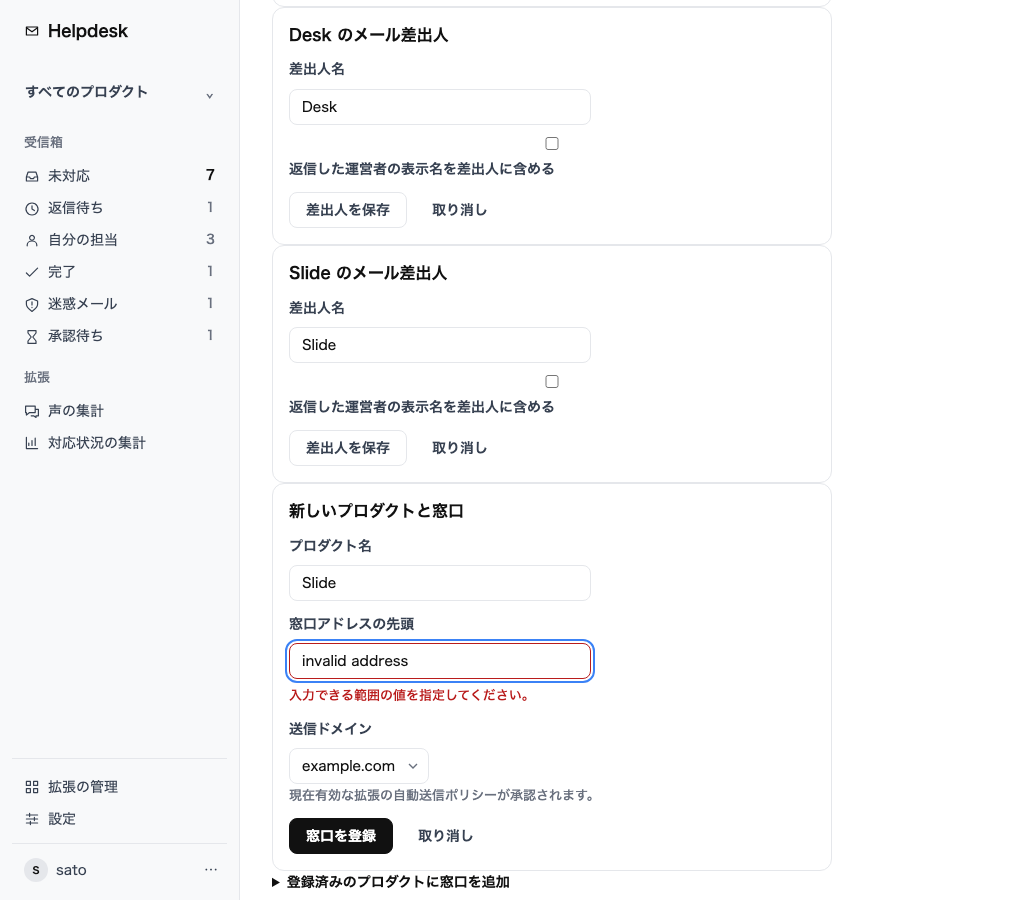 Helpdesk
すべてのプロダクト
受信箱
未対応 7
返信待ち 1
自分の担当 3
完了 1
迷惑メール 1
承認待ち 1
拡張
声の集計
対応状況の集計
拡張の管理
設定
S sato ...
Desk のメール差出人
差出人名
Desk
返信した運営者の表示名を差出人に含める
差出人を保存 取り消し
Slide のメール差出人
差出人名
Slide
返信した運営者の表示名を差出人に含める
差出人を保存 取り消し
新しいプロダクトと窓口
プロダクト名
Slide
窓口アドレスの先頭
invalid address
入力できる範囲の値を指定してください。
送信ドメイン
example.com
現在有効な拡張の自動送信ポリシーが承認されます。
窓口を登録 取り消し
登録済みのプロダクトに窓口を追加